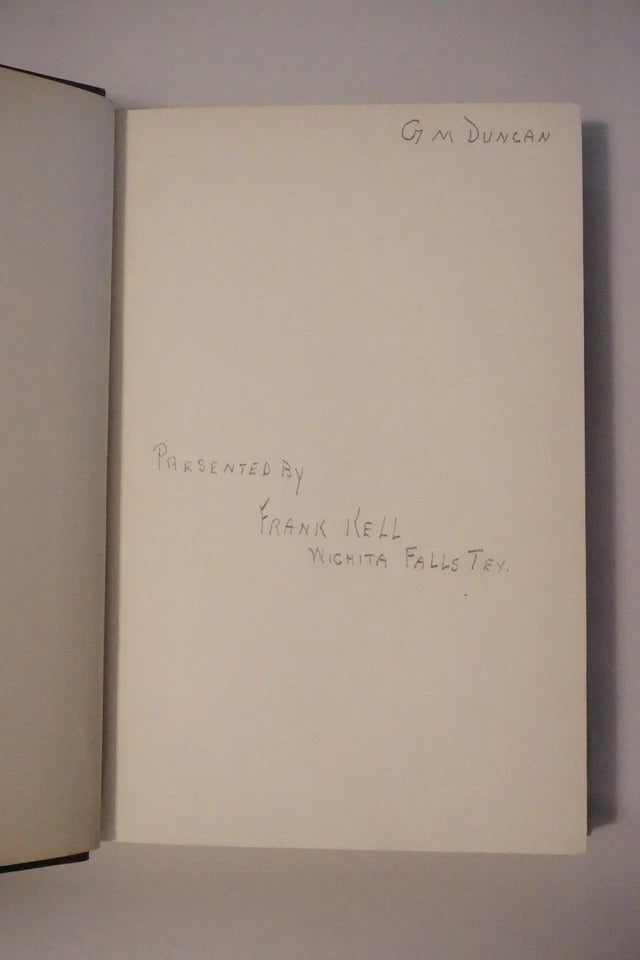 G M DUNCAN
PRESENTED By
FRANK KELL
WICHITA FALLS TEX.